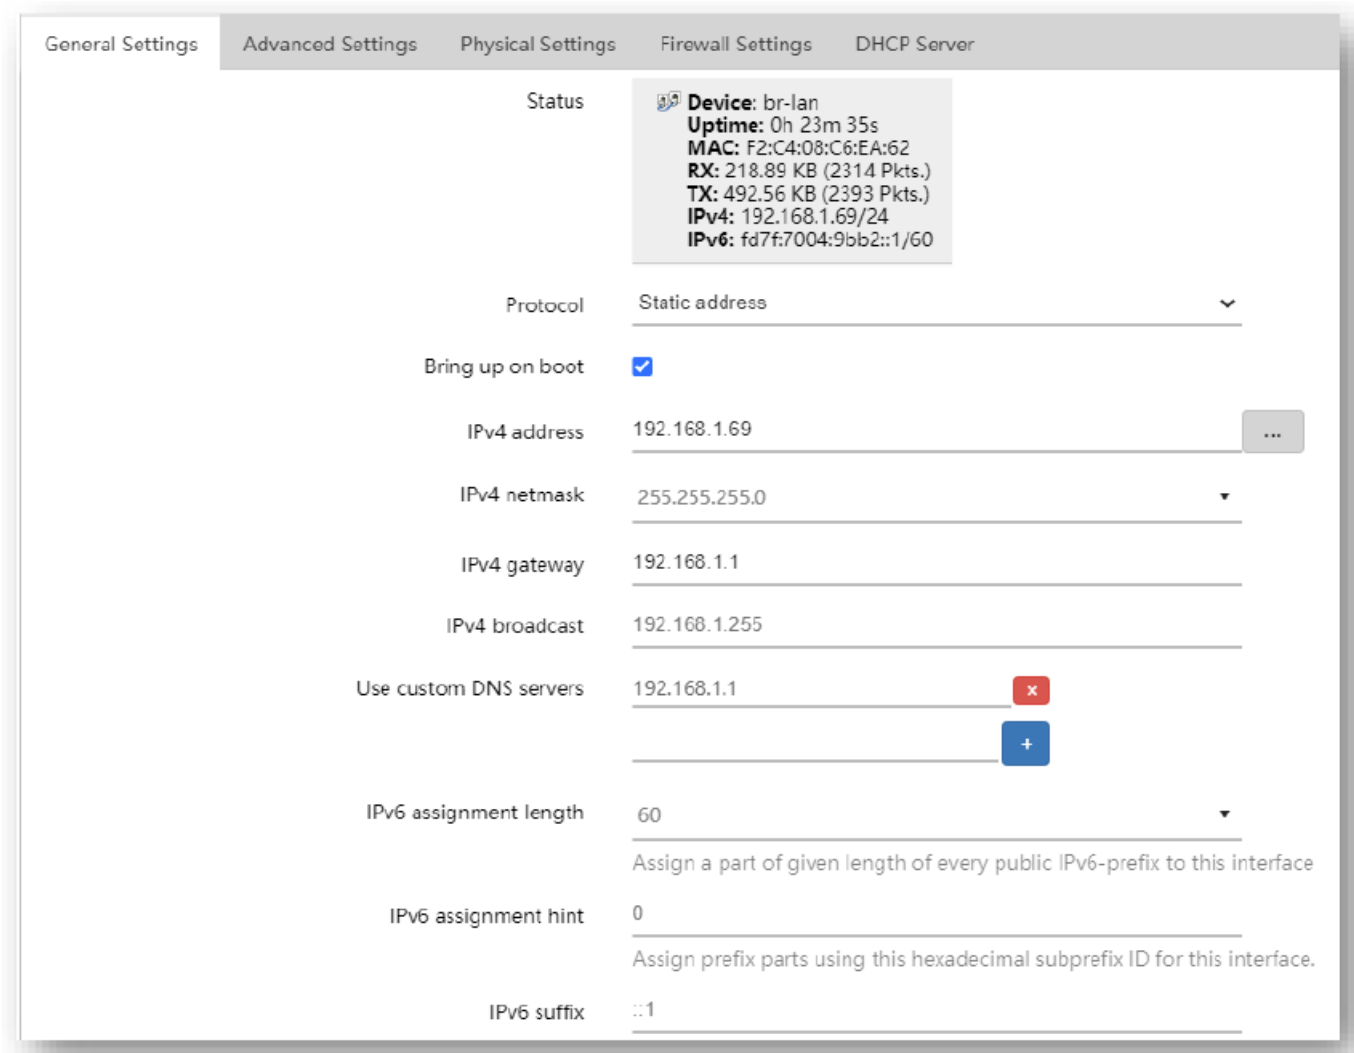 General Settings Advanced Settings Physical Settings Firewall Settings DHCP Server
Status
Device: br-lan
Uptime: 0h 23m 35s
MAC: F2:C4:08:C6:EA:62
RX: 218.89 KB (2314 Pkts.)
TX: 492.56 KB (2393 Pkts.)
IPv4: 192.168.1.69/24
IPv6: fd7f:7004:9bb2::1/60
Protocol Static address
Bring up on boot
IPv4 address 192.168.1.69 ...
IPv4 netmask 255.255.255.0
IPv4 gateway 192.168.1.1
IPv4 broadcast 192.168.1.255
Use custom DNS servers 192.168.1.1 x
+
IPv6 assignment length 60
Assign a part of given length of every public IPv6-prefix to this interface
IPv6 assignment hint 0
Assign prefix parts using this hexadecimal subprefix ID for this interface.
IPv6 suffix ::1